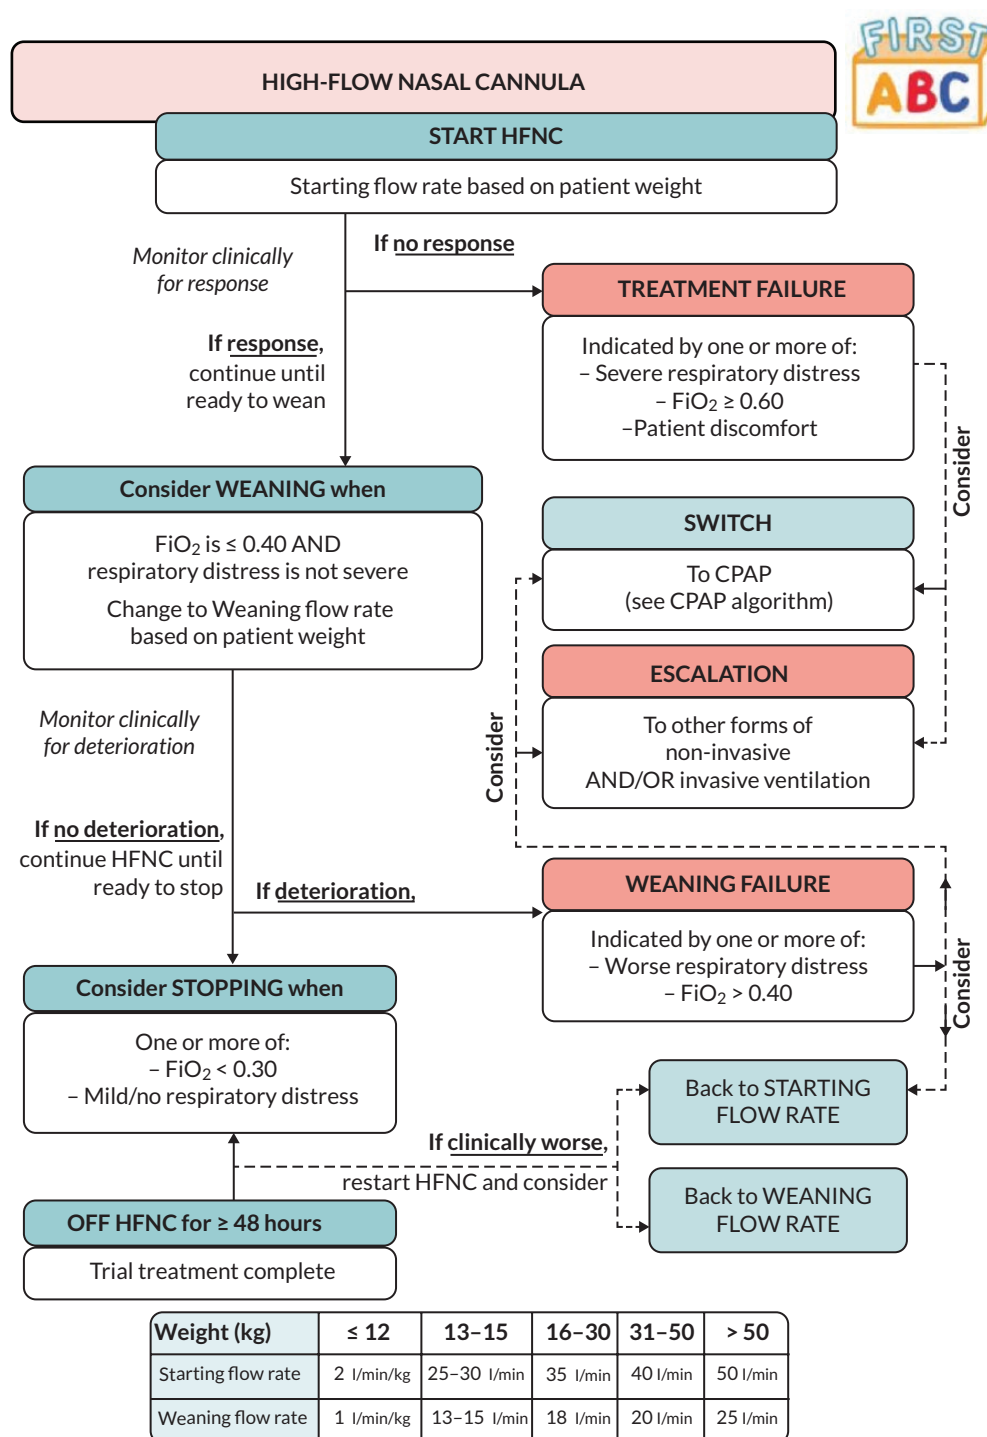 FIRST
ABC
HIGH-FLOW NASAL CANNULA
START HFNC
Starting flow rate based on patient weight
Monitor clinically
for response
If no response
If response,
continue until
ready to wean
TREATMENT FAILURE
Indicated by one or more of:
– Severe respiratory distress
– FiO₂ ≥ 0.60
–Patient discomfort
Consider
Consider WEANING when
FiO₂ is ≤ 0.40 AND
respiratory distress is not severe
Change to Weaning flow rate
based on patient weight
SWITCH
To CPAP
(see CPAP algorithm)
ESCALATION
To other forms of
non-invasive
AND/OR invasive ventilation
Consider
Monitor clinically
for deterioration
If no deterioration,
continue HFNC until
ready to stop
If deterioration,
WEANING FAILURE
Indicated by one or more of:
– Worse respiratory distress
– FiO₂ > 0.40
Consider
Consider STOPPING when
One or more of:
– FiO₂ < 0.30
– Mild/no respiratory distress
Back to STARTING
FLOW RATE
If clinically worse,
restart HFNC and consider
Back to WEANING
FLOW RATE
OFF HFNC for ≥ 48 hours
Trial treatment complete
Weight (kg) ≤ 12 13–15 16–30 31–50 > 50
Starting flow rate 2 l/min/kg 25–30 l/min 35 l/min 40 l/min 50 l/min
Weaning flow rate 1 l/min/kg 13–15 l/min 18 l/min 20 l/min 25 l/min